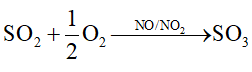 SO₂ + 1/2 O₂ —NO/NO₂→ SO₃